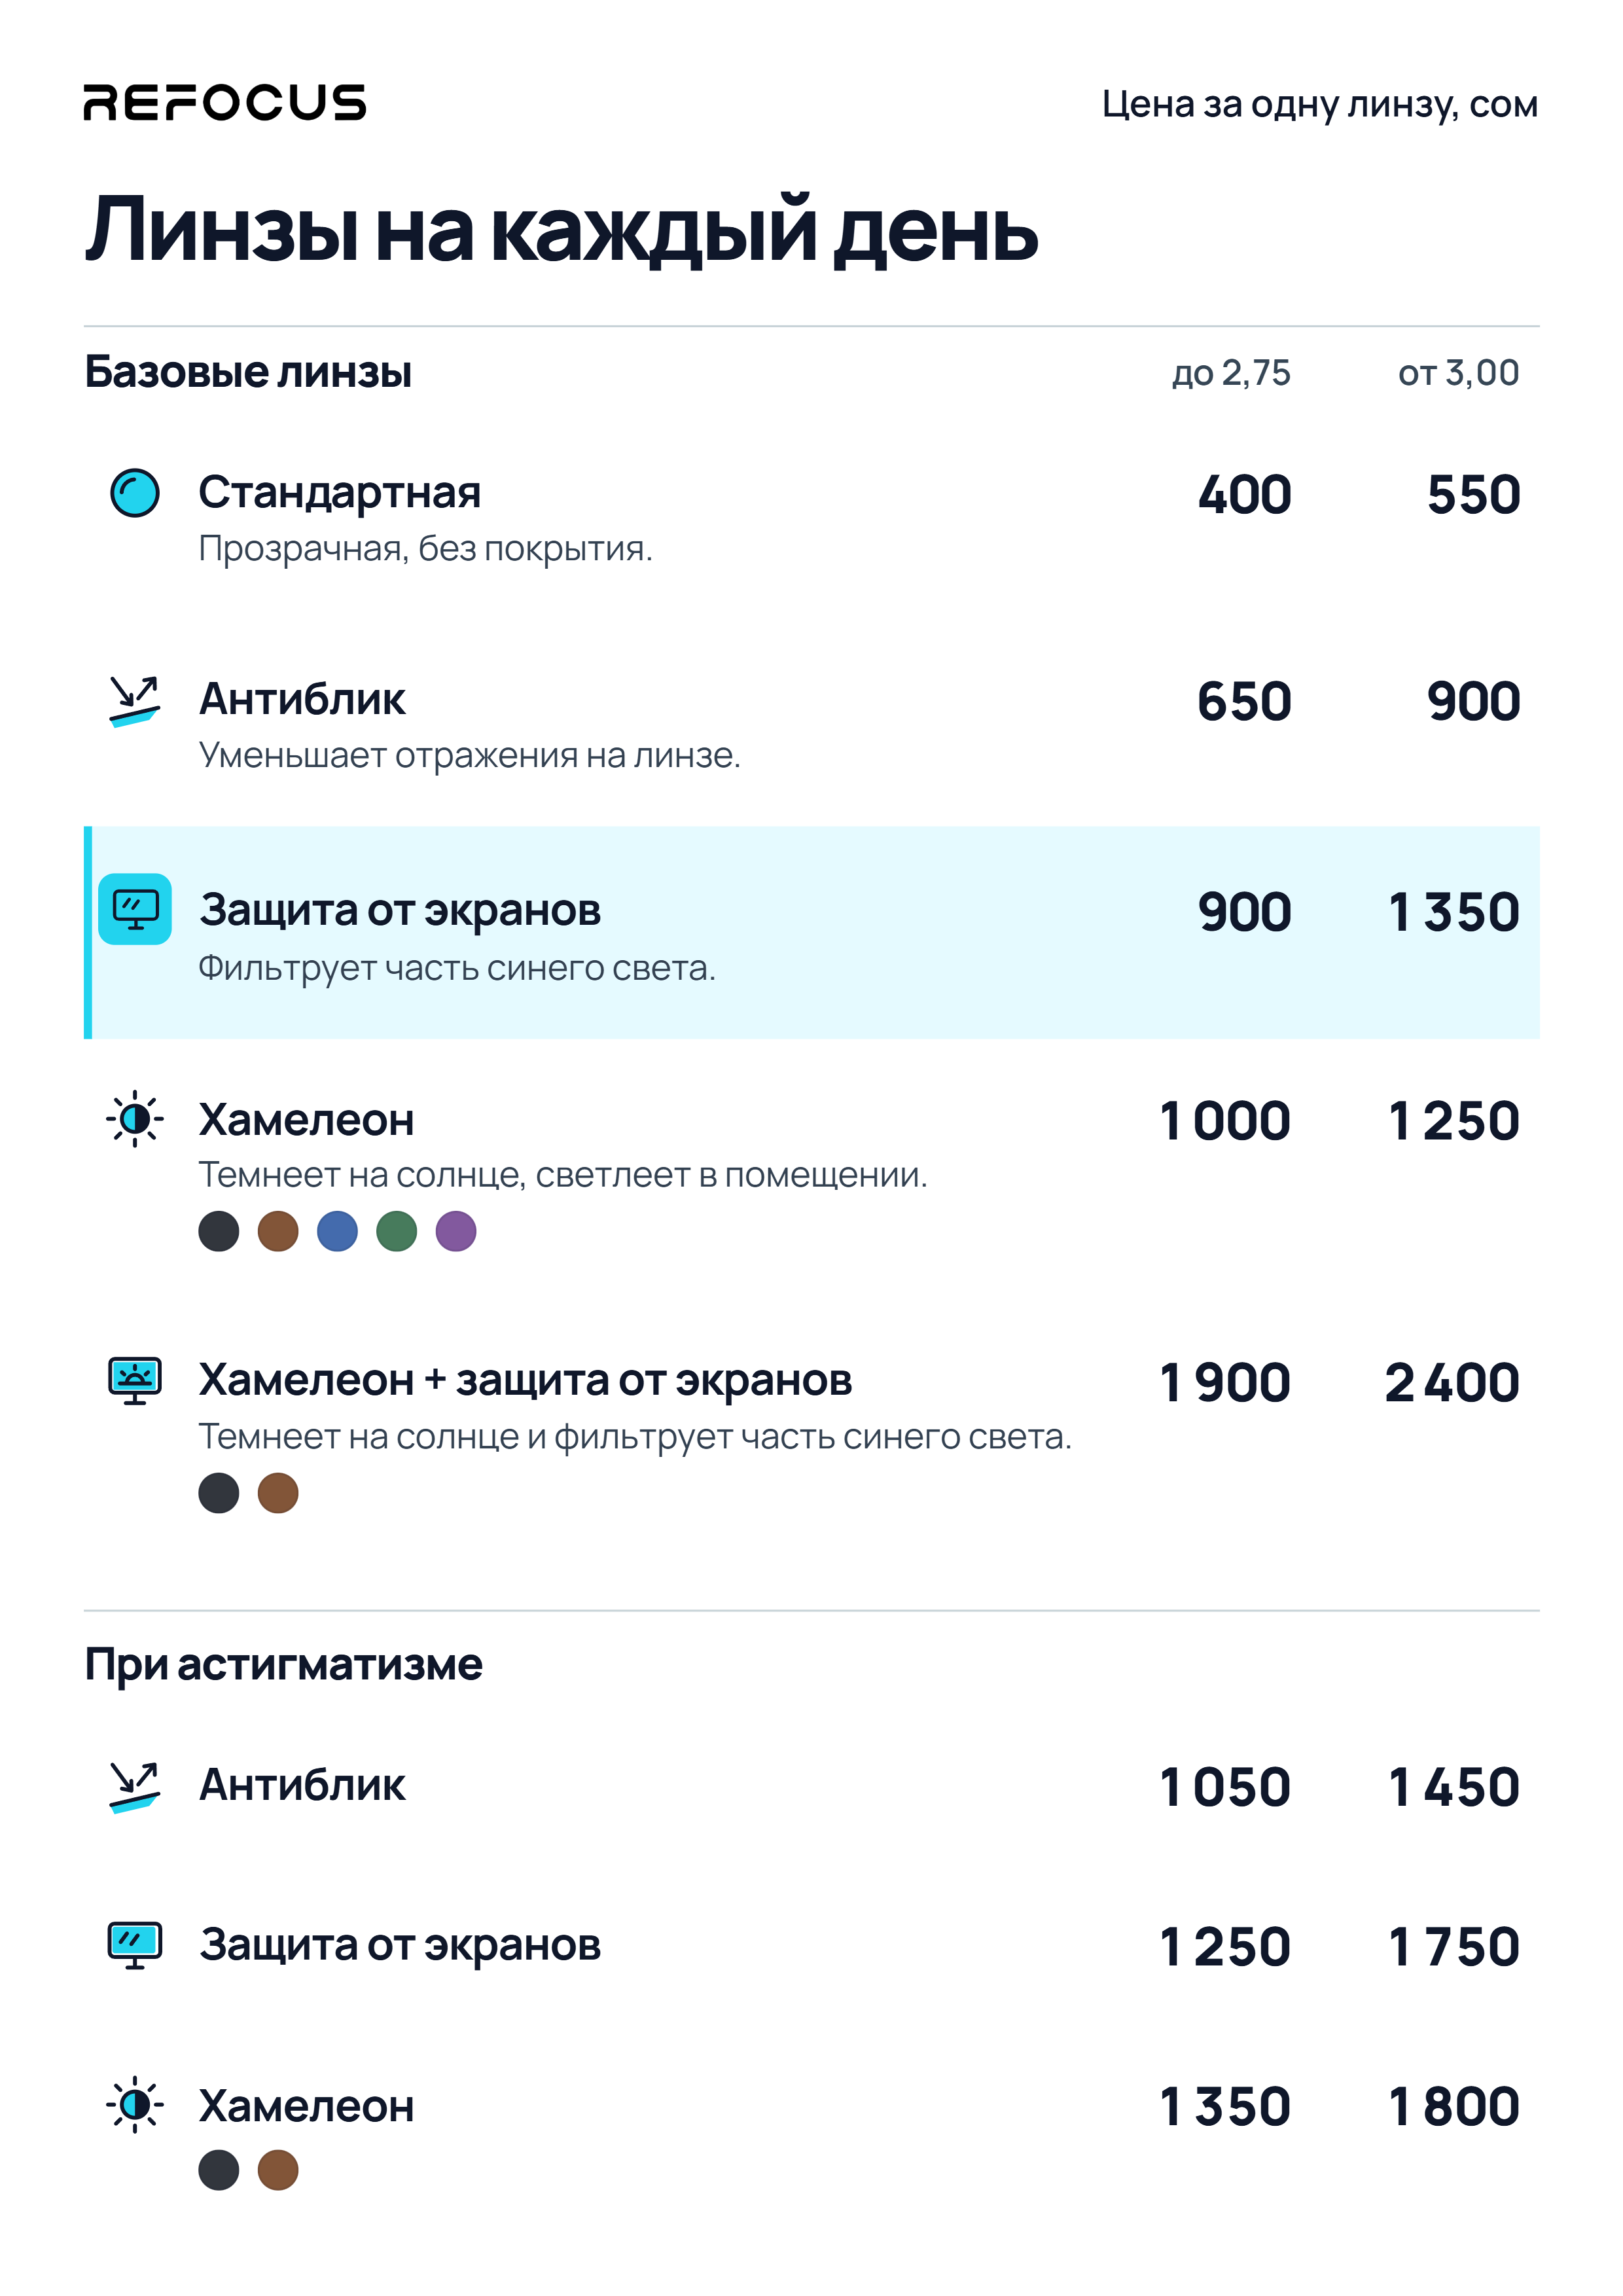 REFOCUS
Цена за одну линзу, сом
Линзы на каждый день
Базовые линзы до 2,75 от 3,00
Стандартная 400 550
Прозрачная, без покрытия.
Антиблик 650 900
Уменьшает отражения на линзе.
Защита от экранов 900 1 350
Фильтрует часть синего света.
Хамелеон 1 000 1 250
Темнеет на солнце, светлеет в помещении.
Хамелеон + защита от экранов 1 900 2 400
Темнеет на солнце и фильтрует часть синего света.
При астигматизме
Антиблик 1 050 1 450
Защита от экранов 1 250 1 750
Хамелеон 1 350 1 800